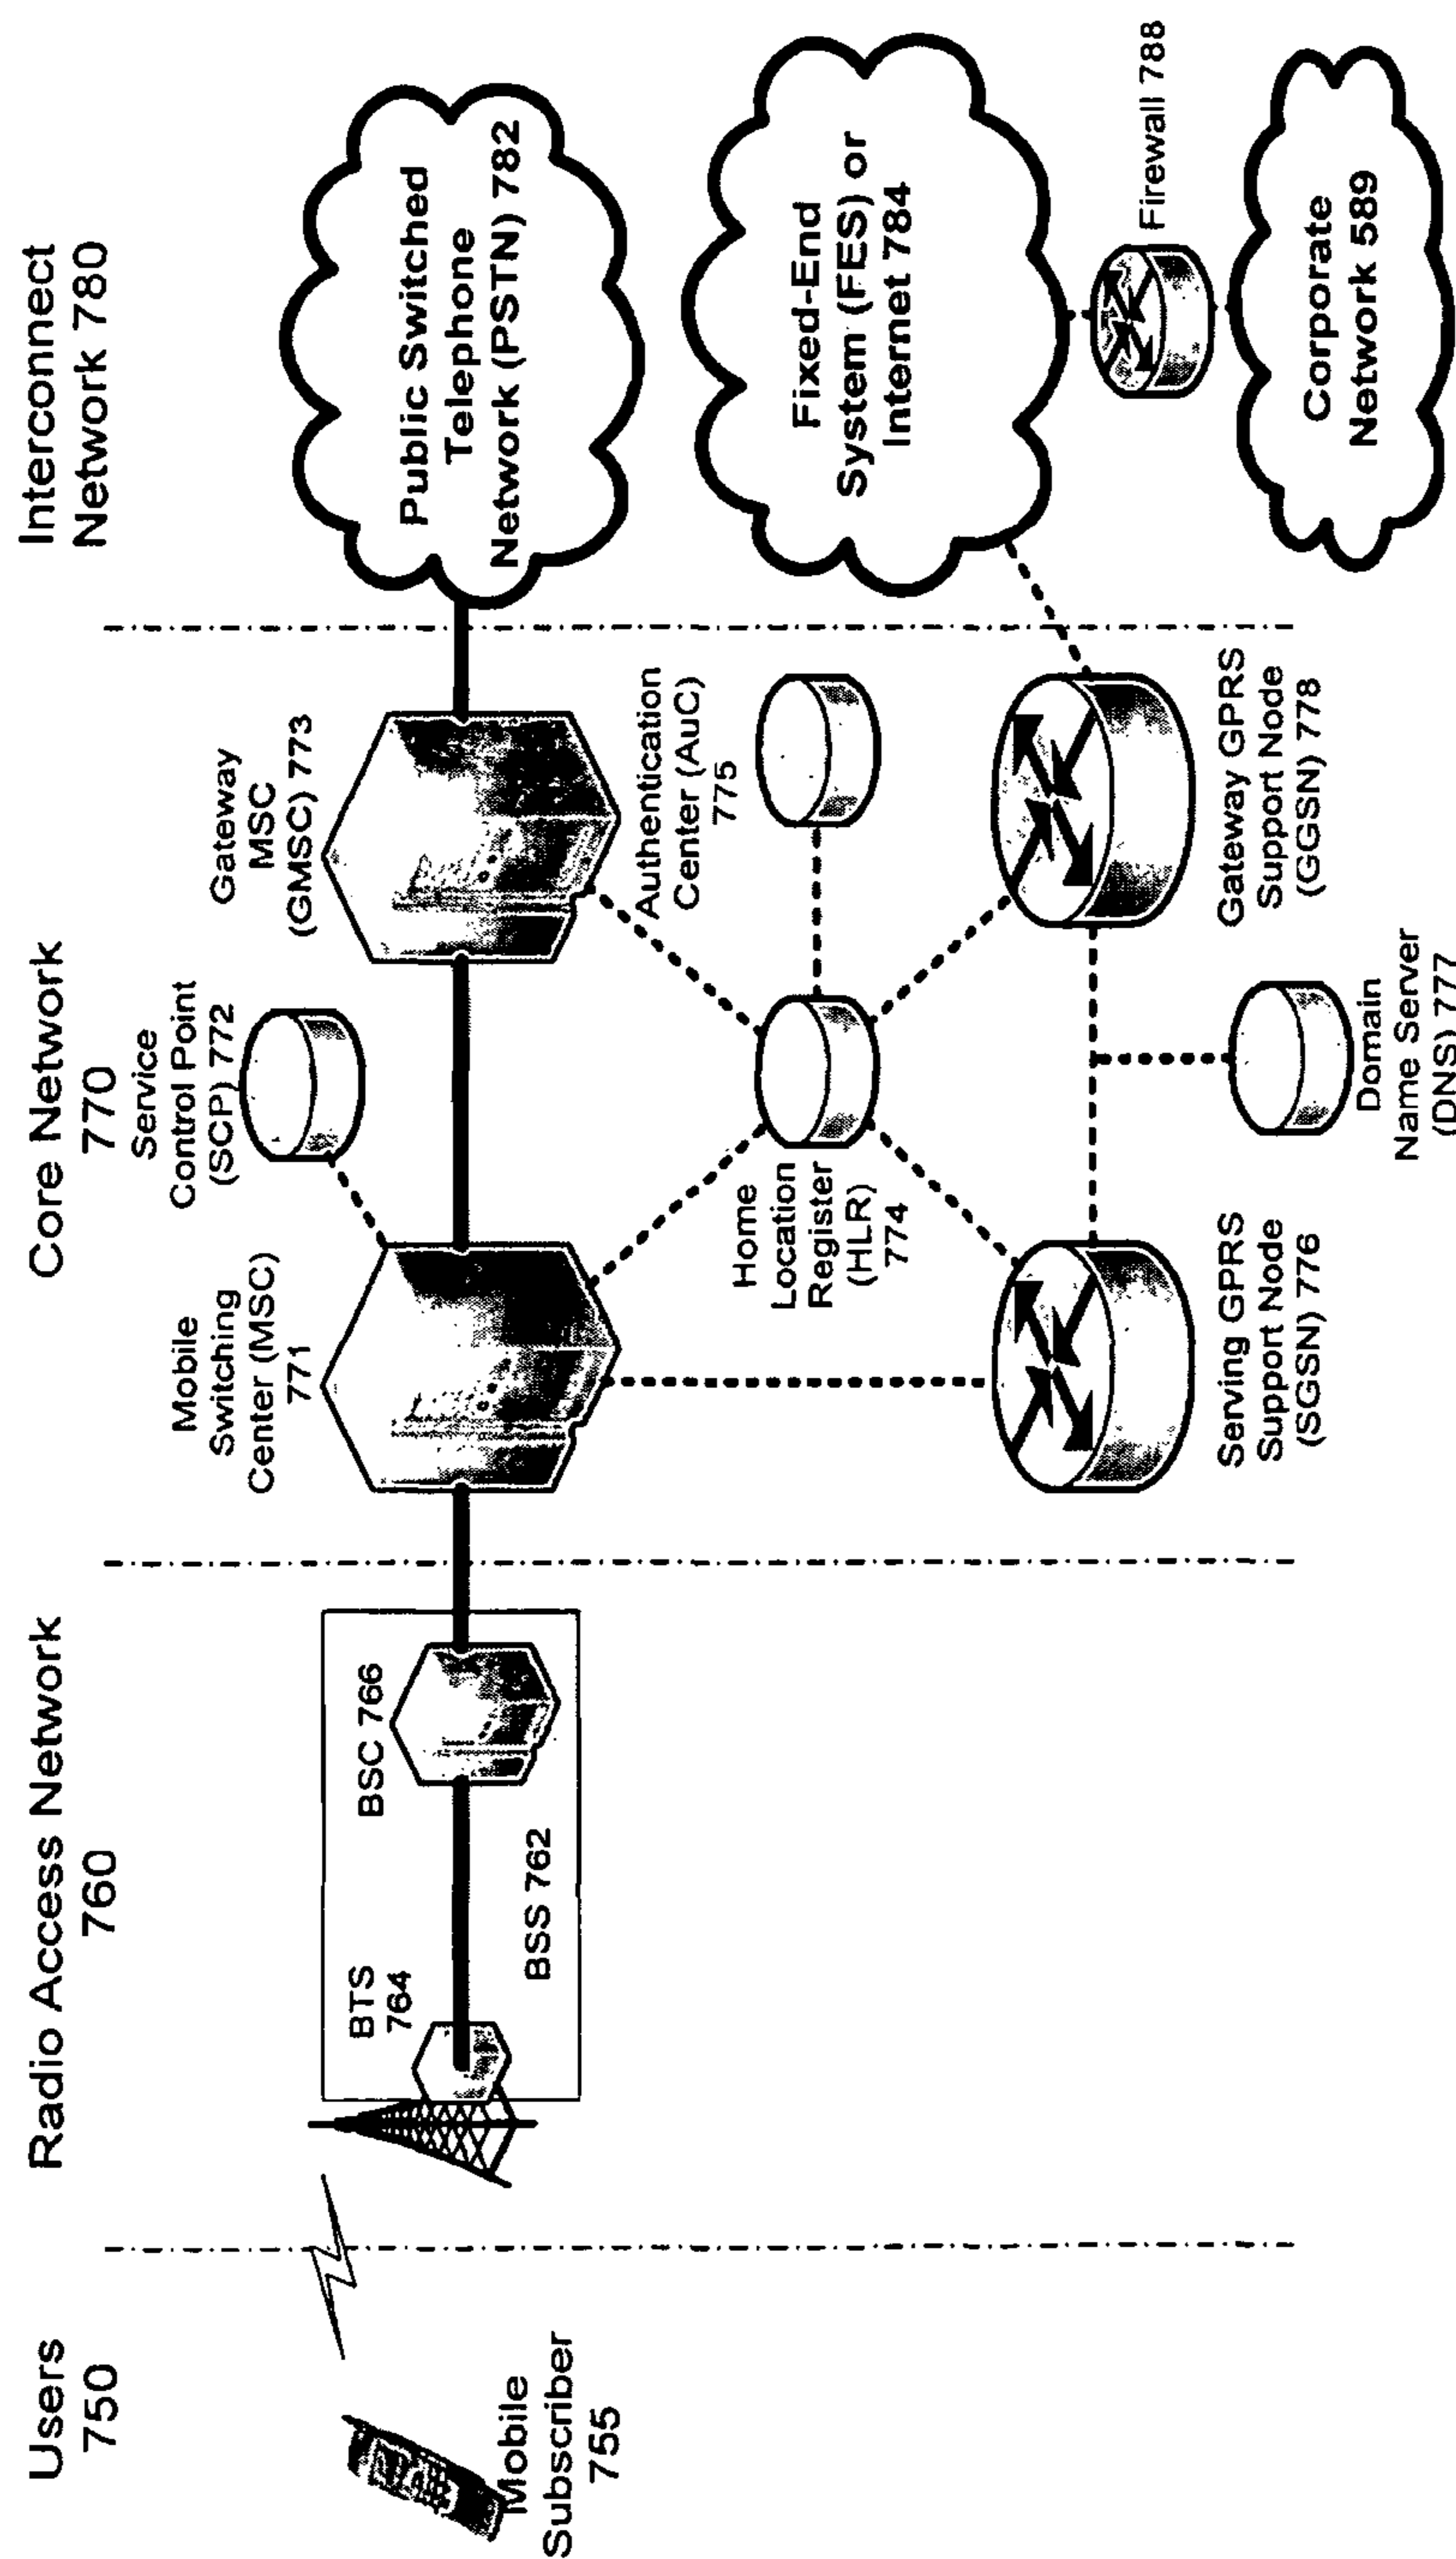 Users
750
Radio Access Network
760
Core Network
770
Interconnect
Network 780
Mobile
Subscriber
755
BTS
764
BSC 766
BSS 762
Mobile
Switching
Center (MSC)
771
Service
Control Point
(SCP) 772
Gateway
MSC
(GMSC) 773
Public Switched
Telephone
Network (PSTN) 782
Home
Location
Register
(HLR)
774
Authentication
Center (AuC)
775
Fixed-End
System (FES) or
Internet 784
Serving GPRS
Support Node
(SGSN) 776
Domain
Name Server
(DNS) 777
Gateway GPRS
Support Node
(GGSN) 778
Firewall 788
Corporate
Network 589